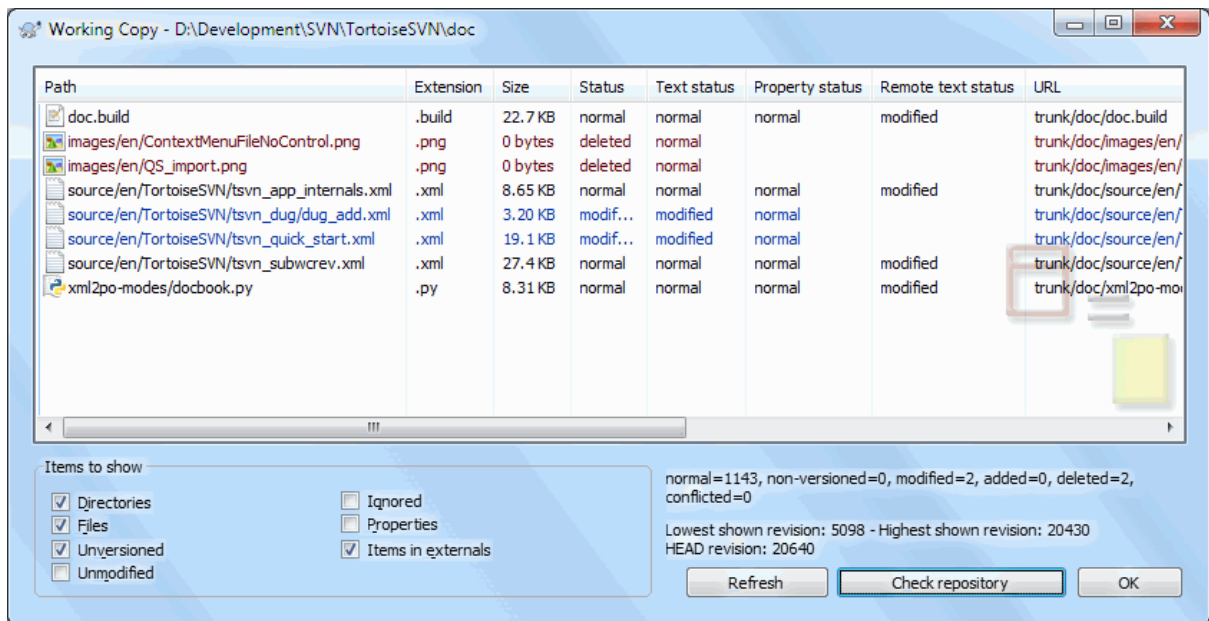 Working Copy - D:\Development\SVN\TortoiseSVN\doc
Path Extension Size Status Text status Property status Remote text status URL
doc.build .build 22.7 KB normal normal normal modified trunk/doc/doc.build
images/en/ContextMenuFileNoControl.png .png 0 bytes deleted normal trunk/doc/images/en/
images/en/QS_import.png .png 0 bytes deleted normal trunk/doc/images/en/
source/en/TortoiseSVN/tsvn_app_internals.xml .xml 8.65 KB normal normal normal modified trunk/doc/source/en/
source/en/TortoiseSVN/tsvn_dug/dug_add.xml .xml 3.20 KB modif... modified normal trunk/doc/source/en/
source/en/TortoiseSVN/tsvn_quick_start.xml .xml 19.1 KB modif... modified normal trunk/doc/source/en/
source/en/TortoiseSVN/tsvn_subwcrev.xml .xml 27.4 KB normal normal normal modified trunk/doc/source/en/
xml2po-modes/docbook.py .py 8.31 KB normal normal normal modified trunk/doc/xml2po-mo
Items to show
Directories Ignored
Files Properties
Unversioned Items in externals
Unmodified
normal=1143, non-versioned=0, modified=2, added=0, deleted=2,
conflicted=0
Lowest shown revision: 5098 - Highest shown revision: 20430
HEAD revision: 20640
Refresh Check repository OK